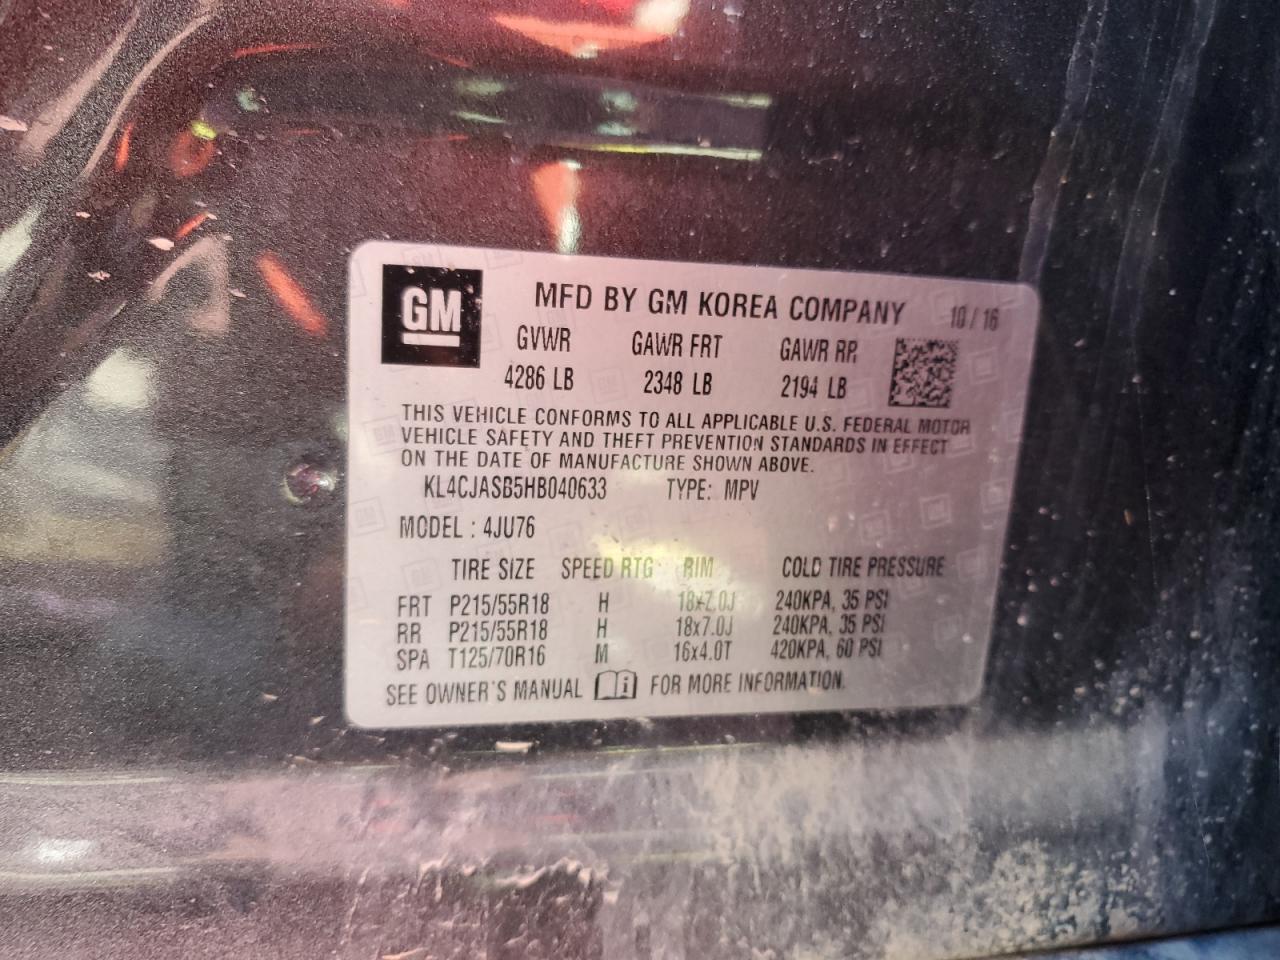 GM
MFD BY GM KOREA COMPANY 10 / 16
GVWR GAWR FRT GAWR RR
4286 LB 2348 LB 2194 LB
THIS VEHICLE CONFORMS TO ALL APPLICABLE U.S. FEDERAL MOTOR
VEHICLE SAFETY AND THEFT PREVENTION STANDARDS IN EFFECT
ON THE DATE OF MANUFACTURE SHOWN ABOVE.
KL4CJASB5HB040633 TYPE: MPV
MODEL : 4JU76
TIRE SIZE SPEED RTG RIM COLD TIRE PRESSURE
FRT P215/55R18 H 18x7.0J 240KPA, 35 PSI
RR P215/55R18 H 18x7.0J 240KPA, 35 PSI
SPA T125/70R16 M 16x4.0T 420KPA, 60 PSI
SEE OWNER'S MANUAL i FOR MORE INFORMATION.